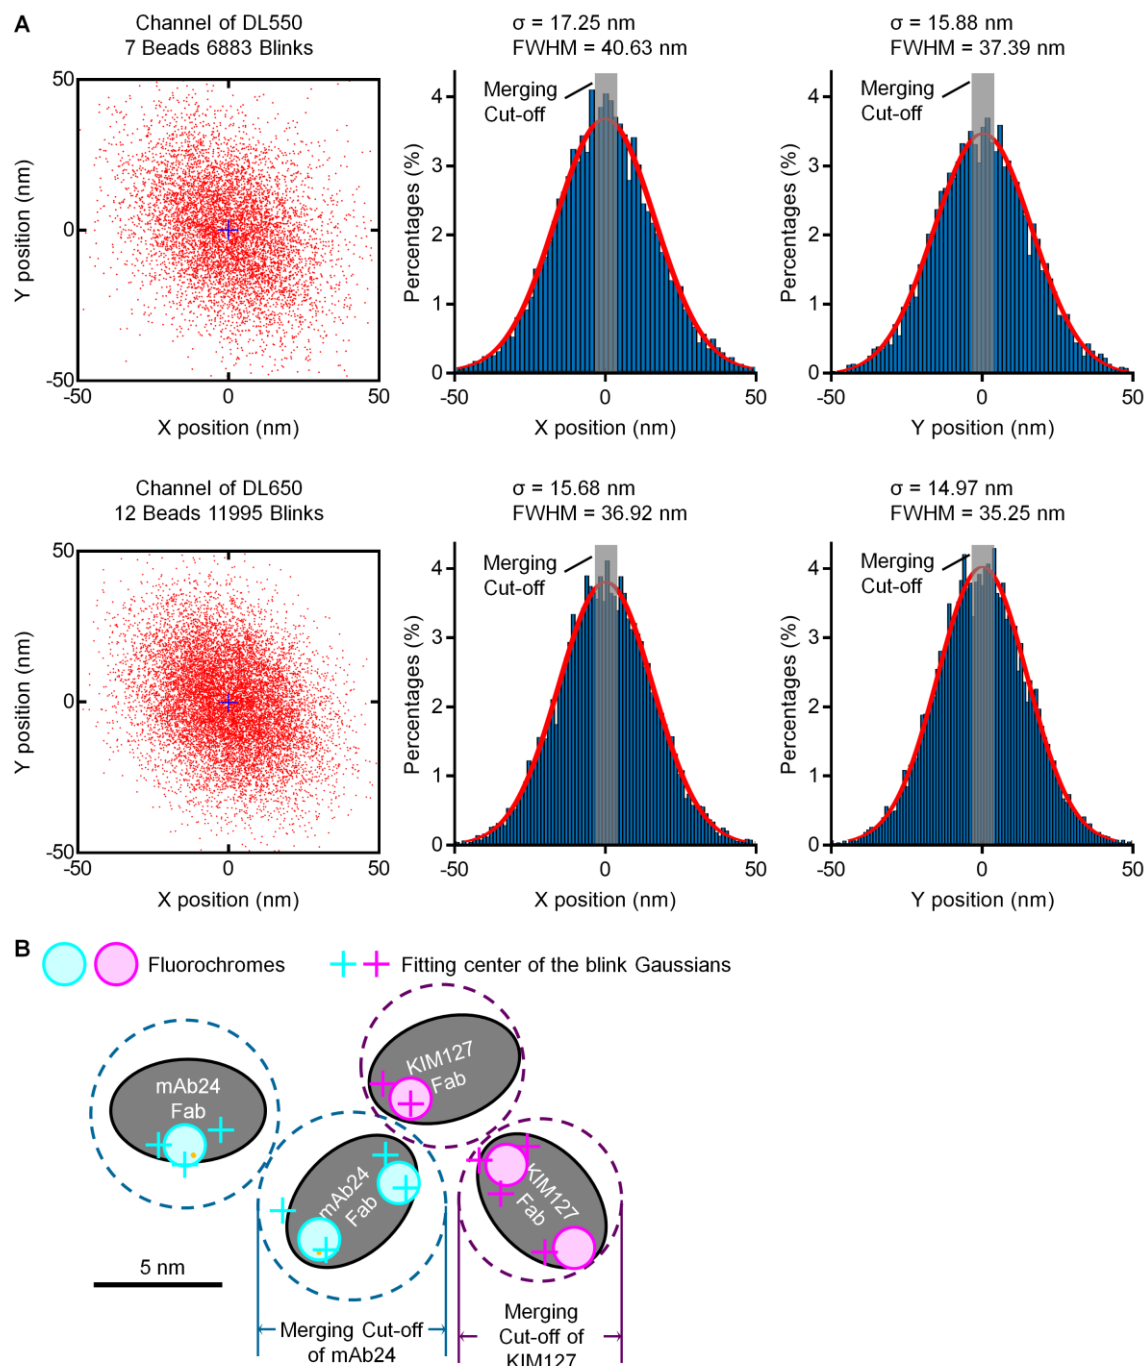 A
Channel of DL550
7 Beads 6883 Blinks
50
0
-50
-50
0
50
Y position (nm)
X position (nm)
σ = 17.25 nm
FWHM = 40.63 nm
Merging
Cut-off
4
3
2
1
0
-50
0
50
Percentages (%)
X position (nm)
σ = 15.88 nm
FWHM = 37.39 nm
Merging
Cut-off
4
3
2
1
0
-50
0
50
Percentages (%)
Y position (nm)
Channel of DL650
12 Beads 11995 Blinks
50
0
-50
-50
0
50
Y position (nm)
X position (nm)
σ = 15.68 nm
FWHM = 36.92 nm
Merging
Cut-off
4
3
2
1
0
-50
0
50
Percentages (%)
X position (nm)
σ = 14.97 nm
FWHM = 35.25 nm
Merging
Cut-off
4
3
2
1
0
-50
0
50
Percentages (%)
Y position (nm)
B
Fluorochromes
Fitting center of the blink Gaussians
mAb24
Fab
KIM127
Fab
mAb24
Fab
KIM127
Fab
5 nm
Merging Cut-off
of mAb24
Merging
Cut-off of
KIM127